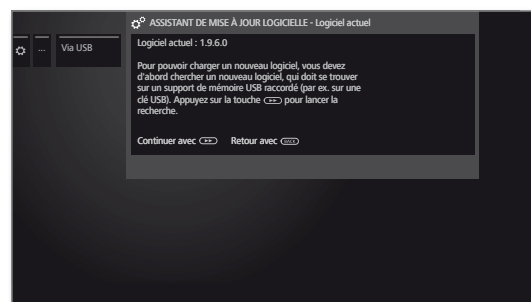 ASSISTANT DE MISE À JOUR LOGICIELLE - Logiciel actuel
... Via USB
Logiciel actuel : 1.9.6.0
Pour pouvoir charger un nouveau logiciel, vous devez
d'abord chercher un nouveau logiciel, qui doit se trouver
sur un support de mémoire USB raccordé (par ex. sur une
clé USB). Appuyez sur la touche pour lancer la
recherche.
Continuer avec Retour avec BACK